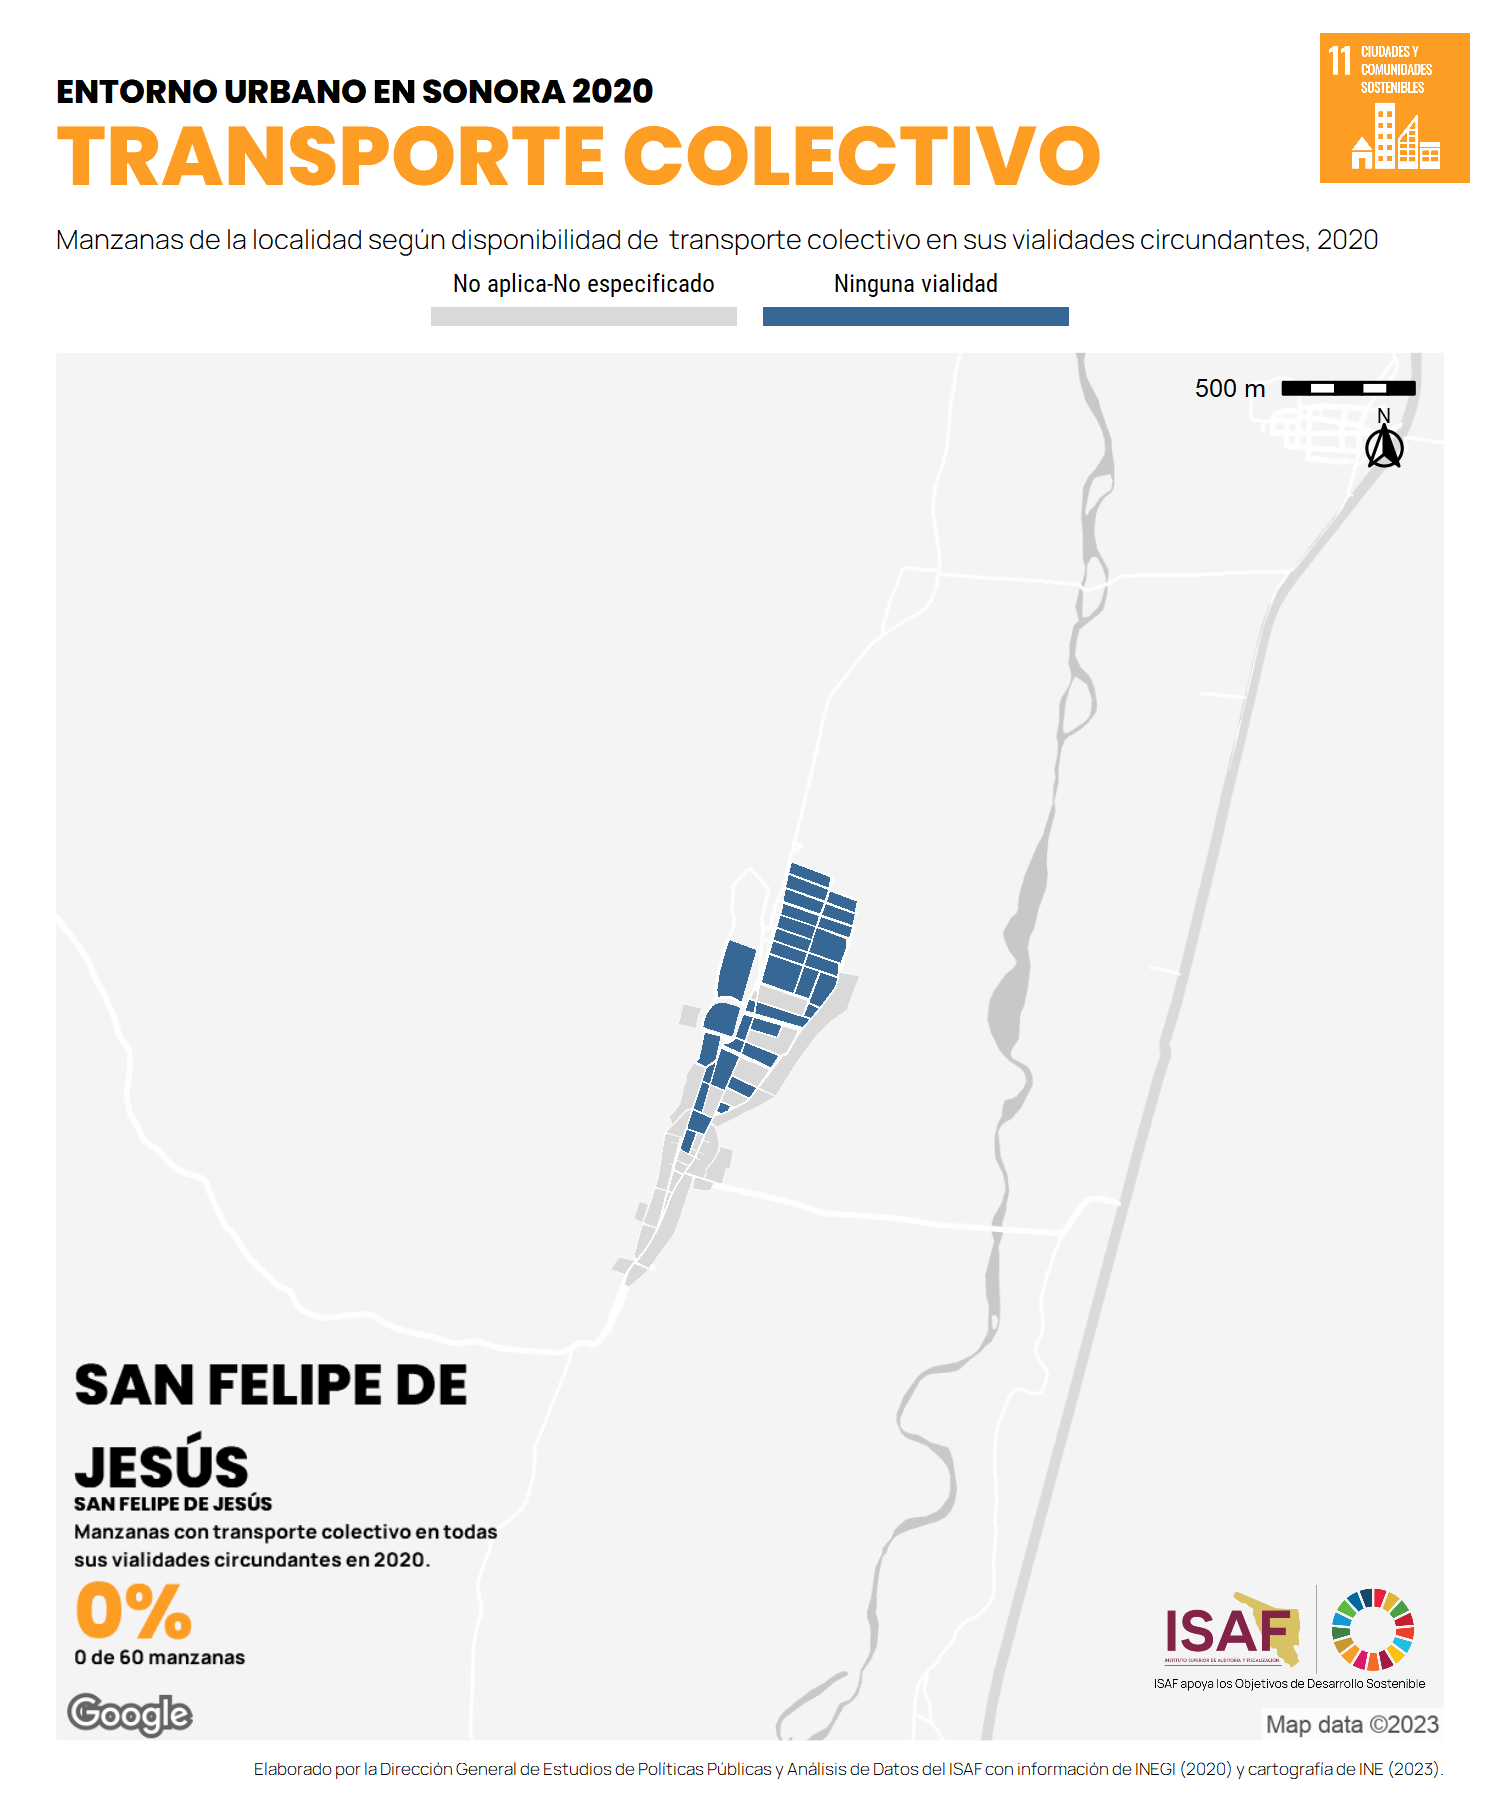 ENTORNO URBANO EN SONORA 2020
TRANSPORTE COLECTIVO
11 CIUDADES Y
COMUNIDADES
SOSTENIBLES
Manzanas de la localidad según disponibilidad de transporte colectivo en sus vialidades circundantes, 2020
No aplica-No especificado
Ninguna vialidad
500 m
N
SAN FELIPE DE
JESÚS
SAN FELIPE DE JESÚS
Manzanas con transporte colectivo en todas
sus vialidades circundantes en 2020.
0%
0 de 60 manzanas
Google
ISAF
INSTITUTO SUPERIOR DE AUDITORÍA Y FISCALIZACIÓN
ISAF apoya los Objetivos de Desarrollo Sostenible
Map data ©2023
Elaborado por la Dirección General de Estudios de Políticas Públicas y Análisis de Datos del ISAF con información de INEGI (2020) y cartografía de INE (2023).